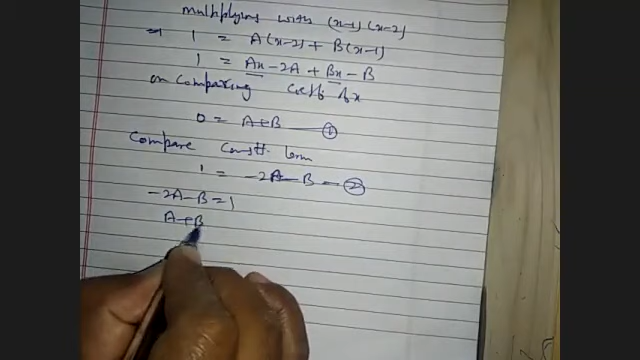 Multiplying with (x-1)(x-2)
⇒ 1 = A(x-2) + B(x-1)
1 = Ax - 2A + Bx - B
on Comparing Coeff of x
0 = A+B — ①
Compare Constt. term
1 = -2A - B — ②
-2A - B = 1
A + B